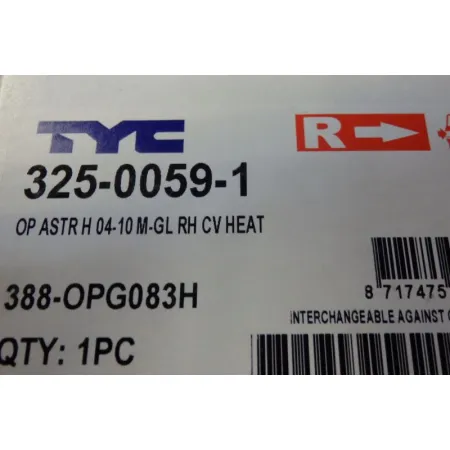 TYC
R
325-0059-1
OP ASTR H 04-10 M-GL RH CV HEAT
388-OPG083H
8 717475
INTERCHANGEABLE AGAINST
QTY: 1PC